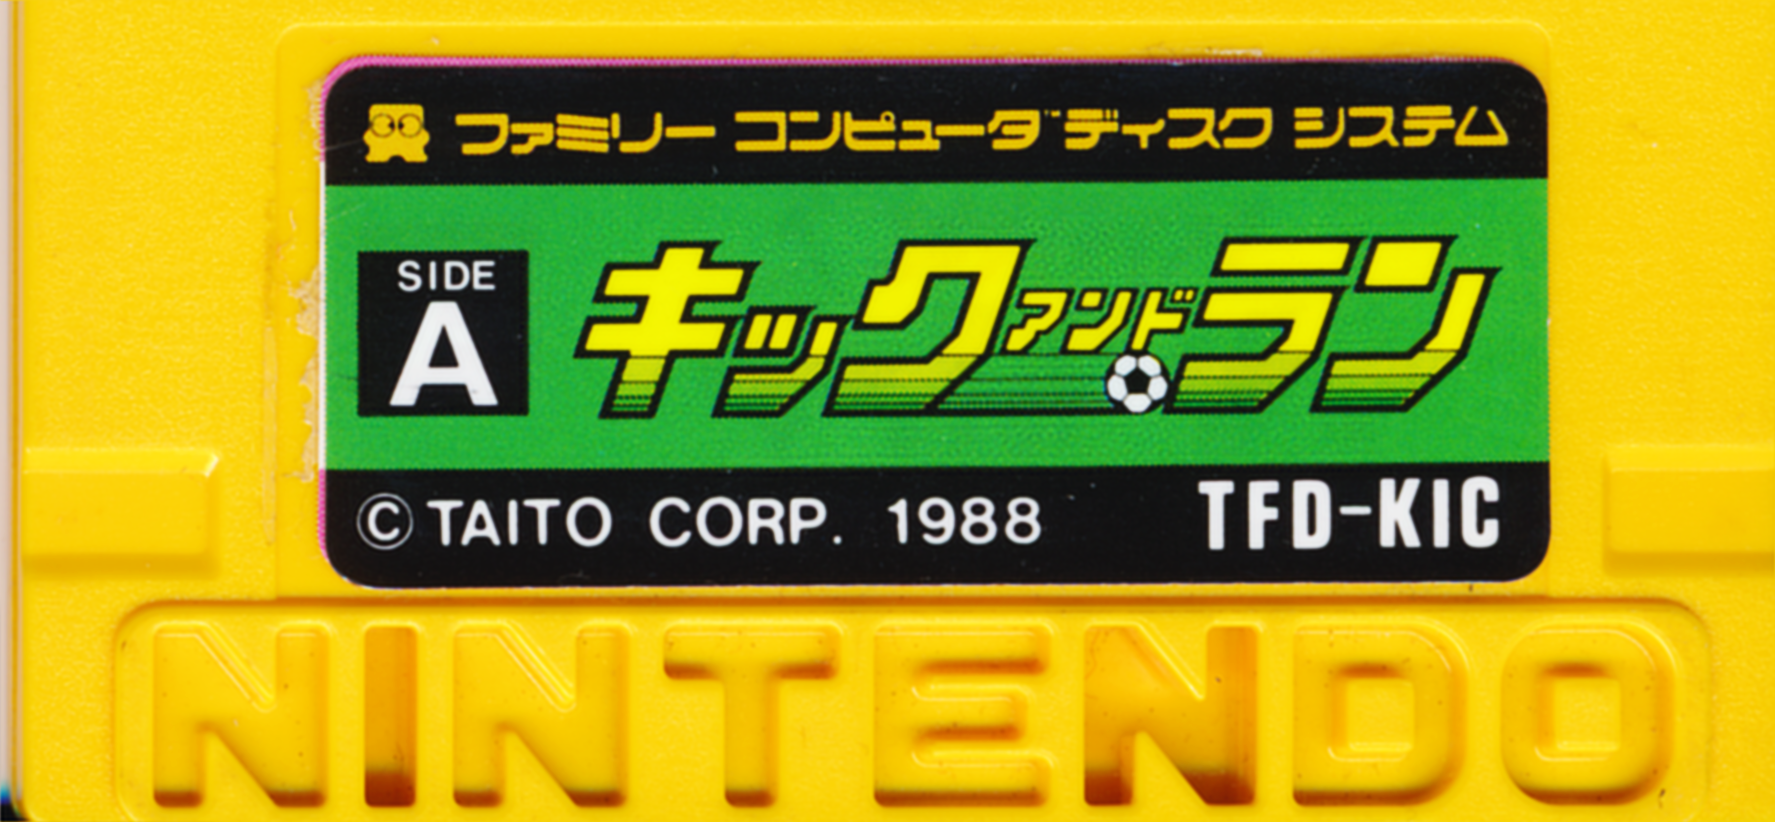 ファミリー コンピュータ ディスク システム
SIDE
A
キックアンドラン
© TAITO CORP. 1988
TFD-KIC
NINTENDO